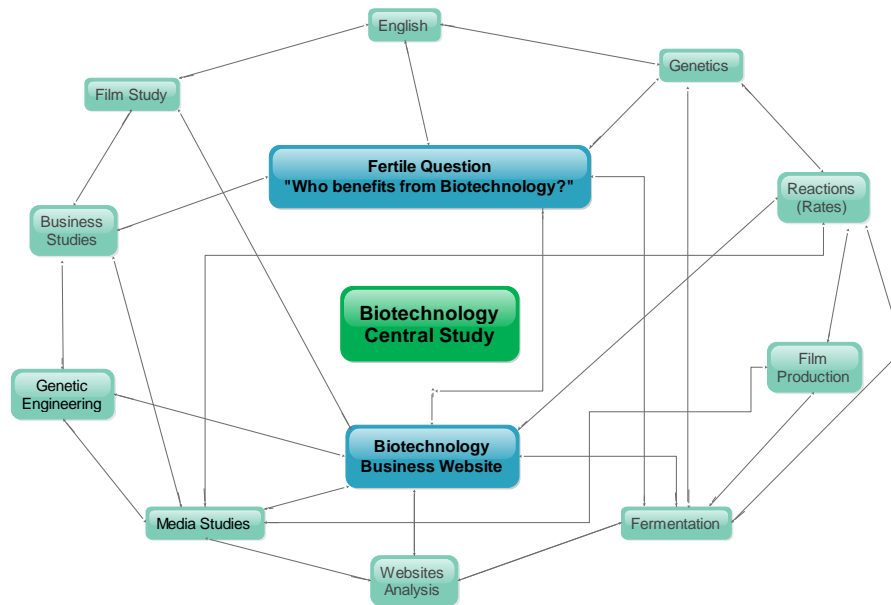 English
Genetics
Film Study
Fertile Question
"Who benefits from Biotechnology?"
Reactions
(Rates)
Business
Studies
Biotechnology
Central Study
Film
Production
Genetic
Engineering
Biotechnology
Business Website
Media Studies
Fermentation
Websites
Analysis